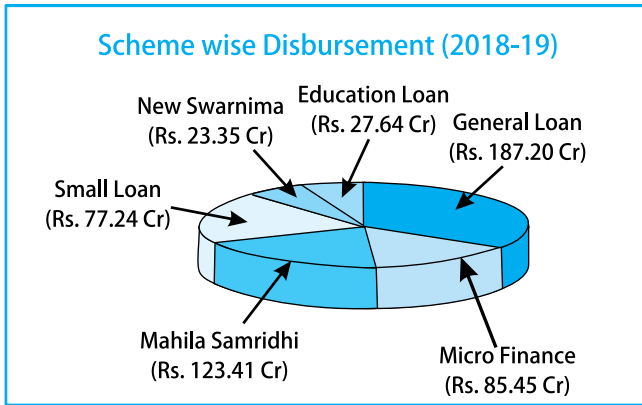 Scheme wise Disbursement (2018-19)
New Swarnima
(Rs. 23.35 Cr)
Education Loan
(Rs. 27.64 Cr)
General Loan
(Rs. 187.20 Cr)
Small Loan
(Rs. 77.24 Cr)
Mahila Samridhi
(Rs. 123.41 Cr)
Micro Finance
(Rs. 85.45 Cr)